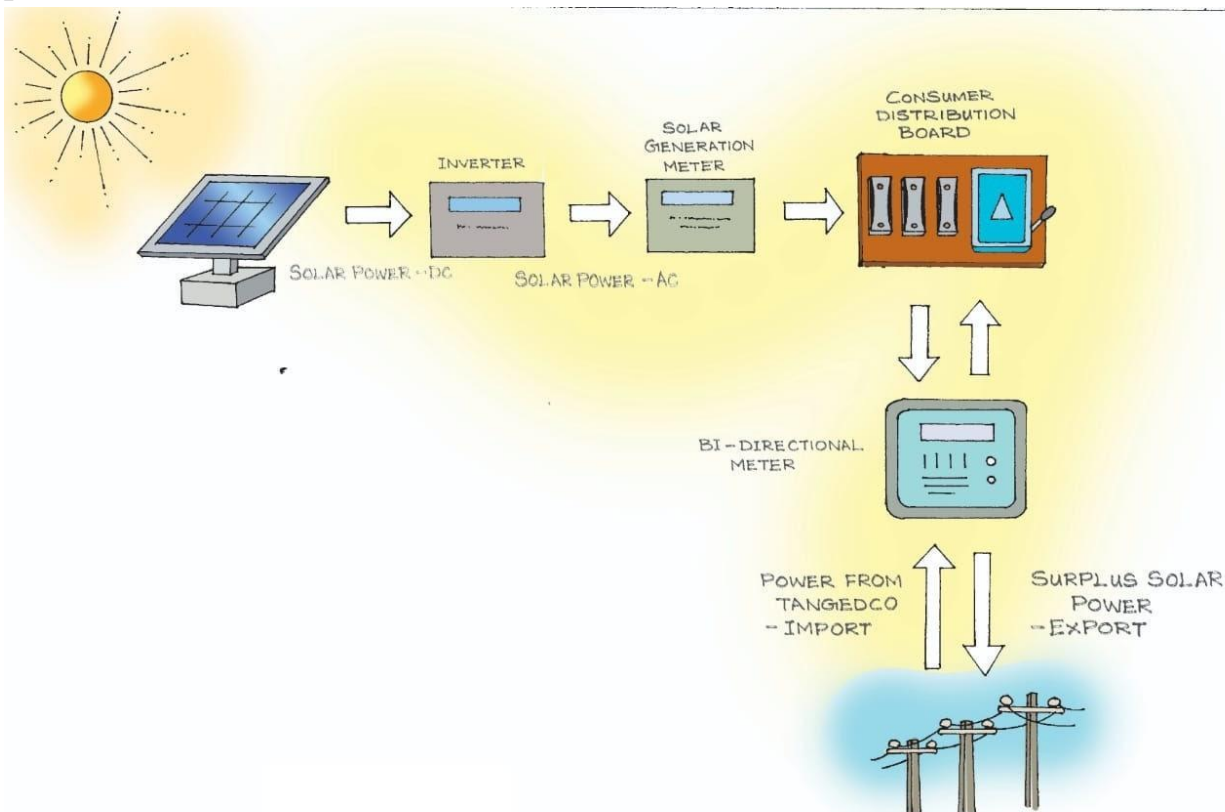 CONSUMER
DISTRIBUTION
BOARD
SOLAR
GENERATION
METER
INVERTER
SOLAR POWER - DC
SOLAR POWER - AC
BI-DIRECTIONAL
METER
POWER FROM
TANGEDCO
- IMPORT
SURPLUS SOLAR
POWER
- EXPORT